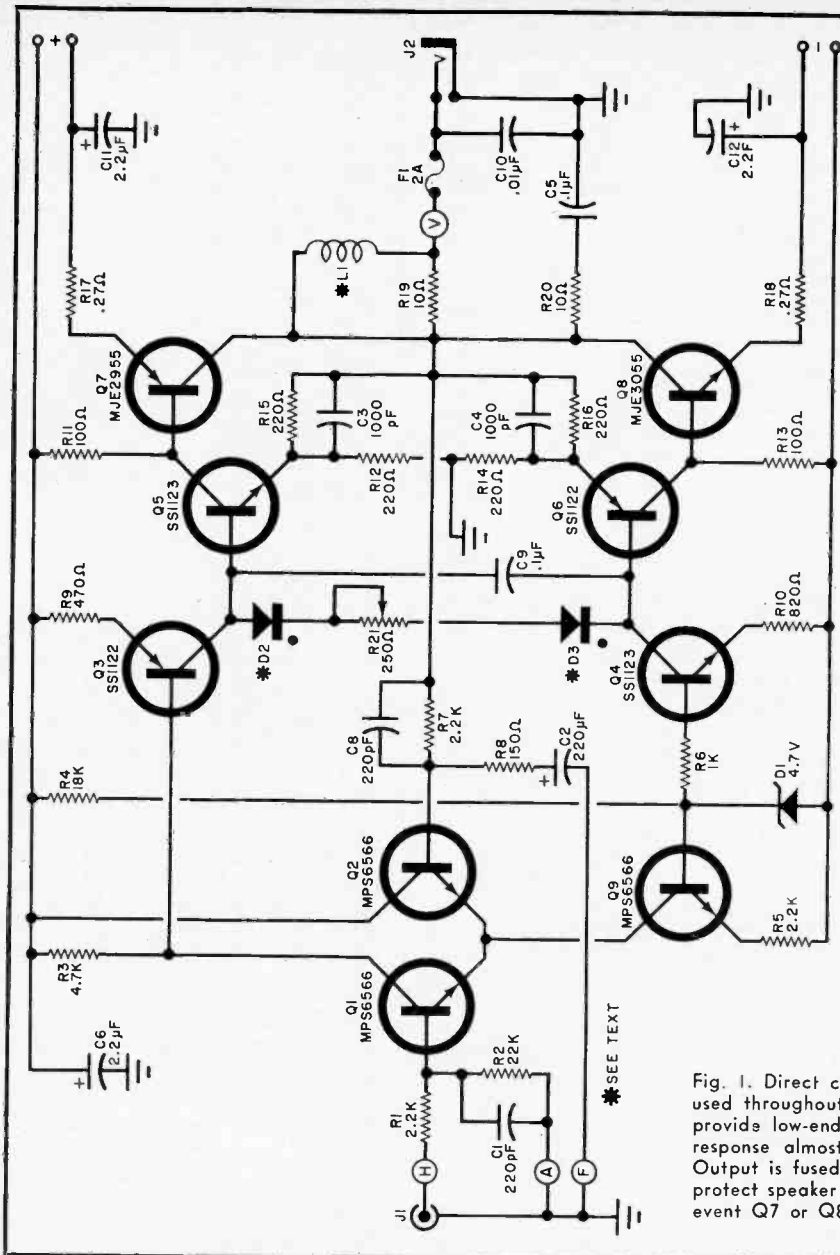 J1
H
A
F
R1
2.2K
C1
220pF
R2
22K
C6
2.2µF
+
R3
4.7K
Q1
MPS6566
Q2
MPS6566
R4
18K
C8
220pF
R7
2.2K
R8
150Ω
+
C2
220µF
Q9
MPS6566
R5
2.2K
R6
1K
D1
4.7V
Q3
SS1122
R9
470Ω
*D2
R21
250Ω
*D3
Q4
SS1123
R10
820Ω
C9
.1µF
Q5
SS1123
R11
100Ω
R12
220Ω
R14
220Ω
Q6
SS1122
R13
100Ω
R15
220Ω
C3
1000
pF
C4
1000
pF
R16
220Ω
Q7
MJE2955
R17
.27Ω
Q8
MJE3055
R18
.27Ω
*L1
R19
10Ω
R20
10Ω
V
F1
2A
C10
.01µF
C5
.1µF
J2
+
C11
2.2µF
+
C12
2.2F
+
−
*SEE TEXT
Fig. 1. Direct c
used throughout
provide low-end
response almost
Output is fused
protect speaker
event Q7 or Q8